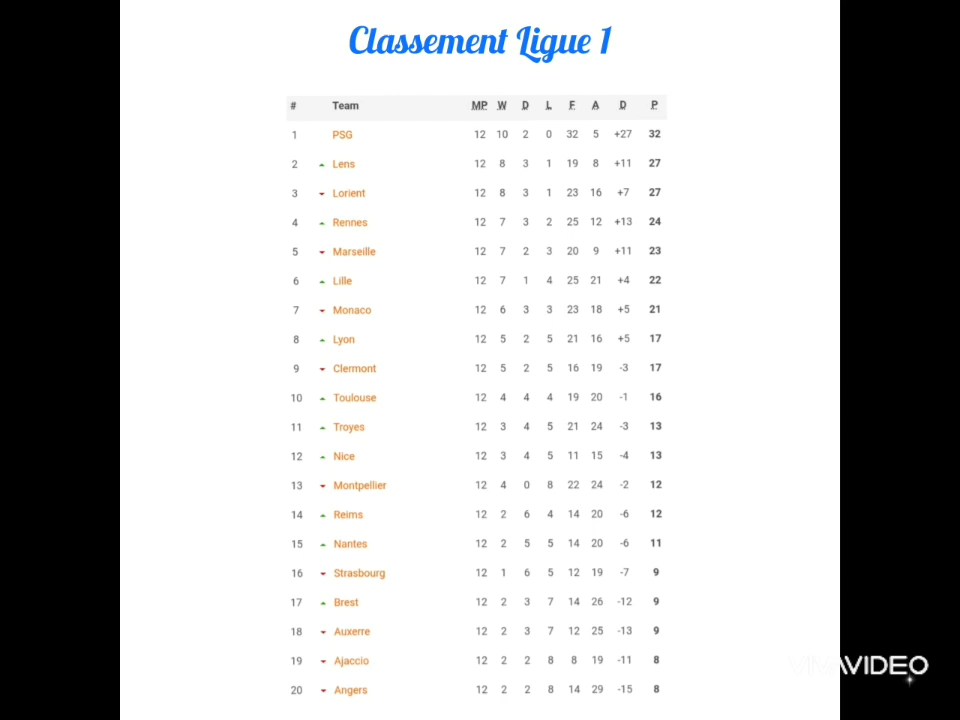 Classement Ligue 1
# Team MP W D L F A D P
1 PSG 12 10 2 0 32 5 +27 32
2 Lens 12 8 3 1 19 8 +11 27
3 Lorient 12 8 3 1 23 16 +7 27
4 Rennes 12 7 3 2 25 12 +13 24
5 Marseille 12 7 2 3 20 9 +11 23
6 Lille 12 7 1 4 25 21 +4 22
7 Monaco 12 6 3 3 23 18 +5 21
8 Lyon 12 5 2 5 21 16 +5 17
9 Clermont 12 5 2 5 16 19 -3 17
10 Toulouse 12 4 4 4 19 20 -1 16
11 Troyes 12 3 4 5 21 24 -3 13
12 Nice 12 3 4 5 11 15 -4 13
13 Montpellier 12 4 0 8 22 24 -2 12
14 Reims 12 2 6 4 14 20 -6 12
15 Nantes 12 2 5 5 14 20 -6 11
16 Strasbourg 12 1 6 5 12 19 -7 9
17 Brest 12 2 3 7 14 26 -12 9
18 Auxerre 12 2 3 7 12 25 -13 9
19 Ajaccio 12 2 2 8 8 19 -11 8
20 Angers 12 2 2 8 14 29 -15 8
VIVAVIDEO